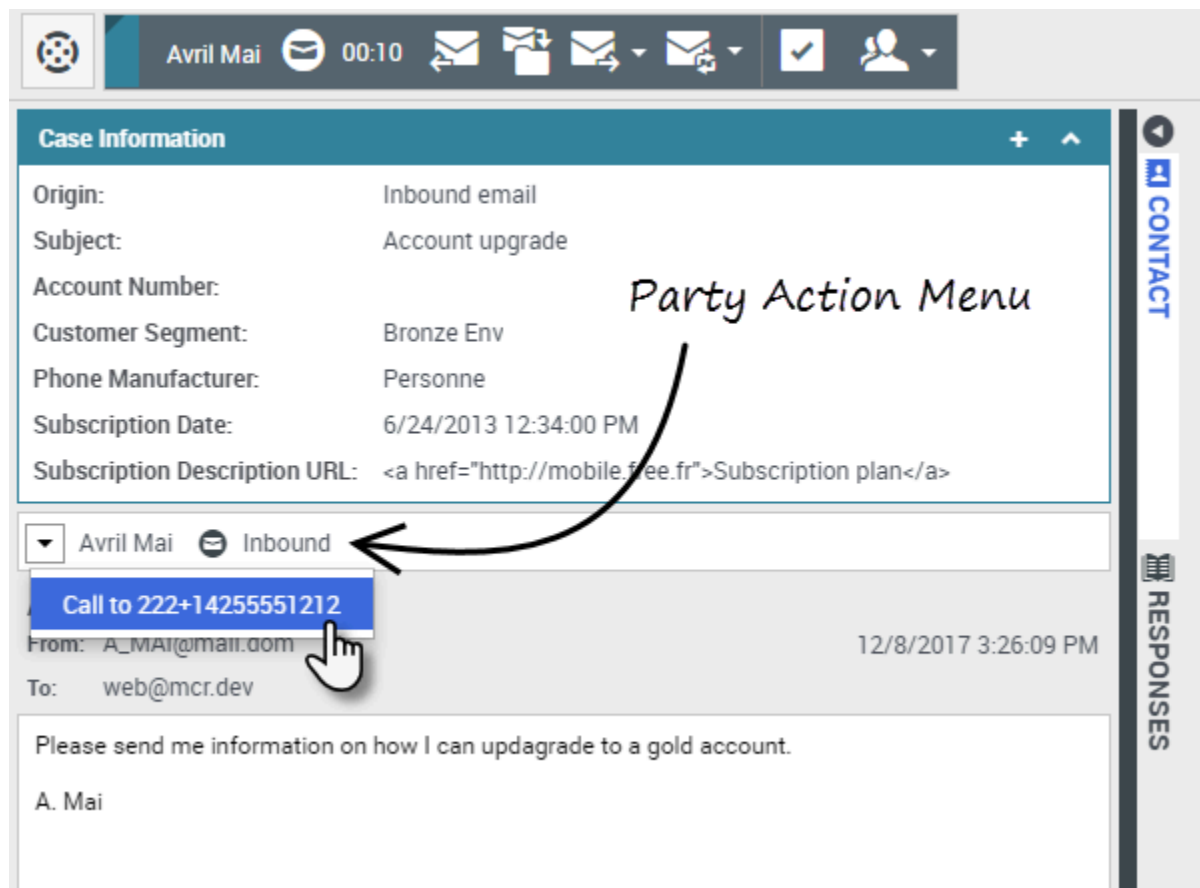 Avril Mai 00:10
Case Information
Origin: Inbound email
Subject: Account upgrade
Account Number:
Customer Segment: Bronze Env
Phone Manufacturer: Personne
Subscription Date: 6/24/2013 12:34:00 PM
Subscription Description URL: <a href="http://mobile.free.fr">Subscription plan</a>
Party Action Menu
Avril Mai Inbound
Call to 222+14255551212
From: A_MAI@mail.dom 12/8/2017 3:26:09 PM
To: web@mcr.dev
Please send me information on how I can updagrade to a gold account.
A. Mai
CONTACT
RESPONSES